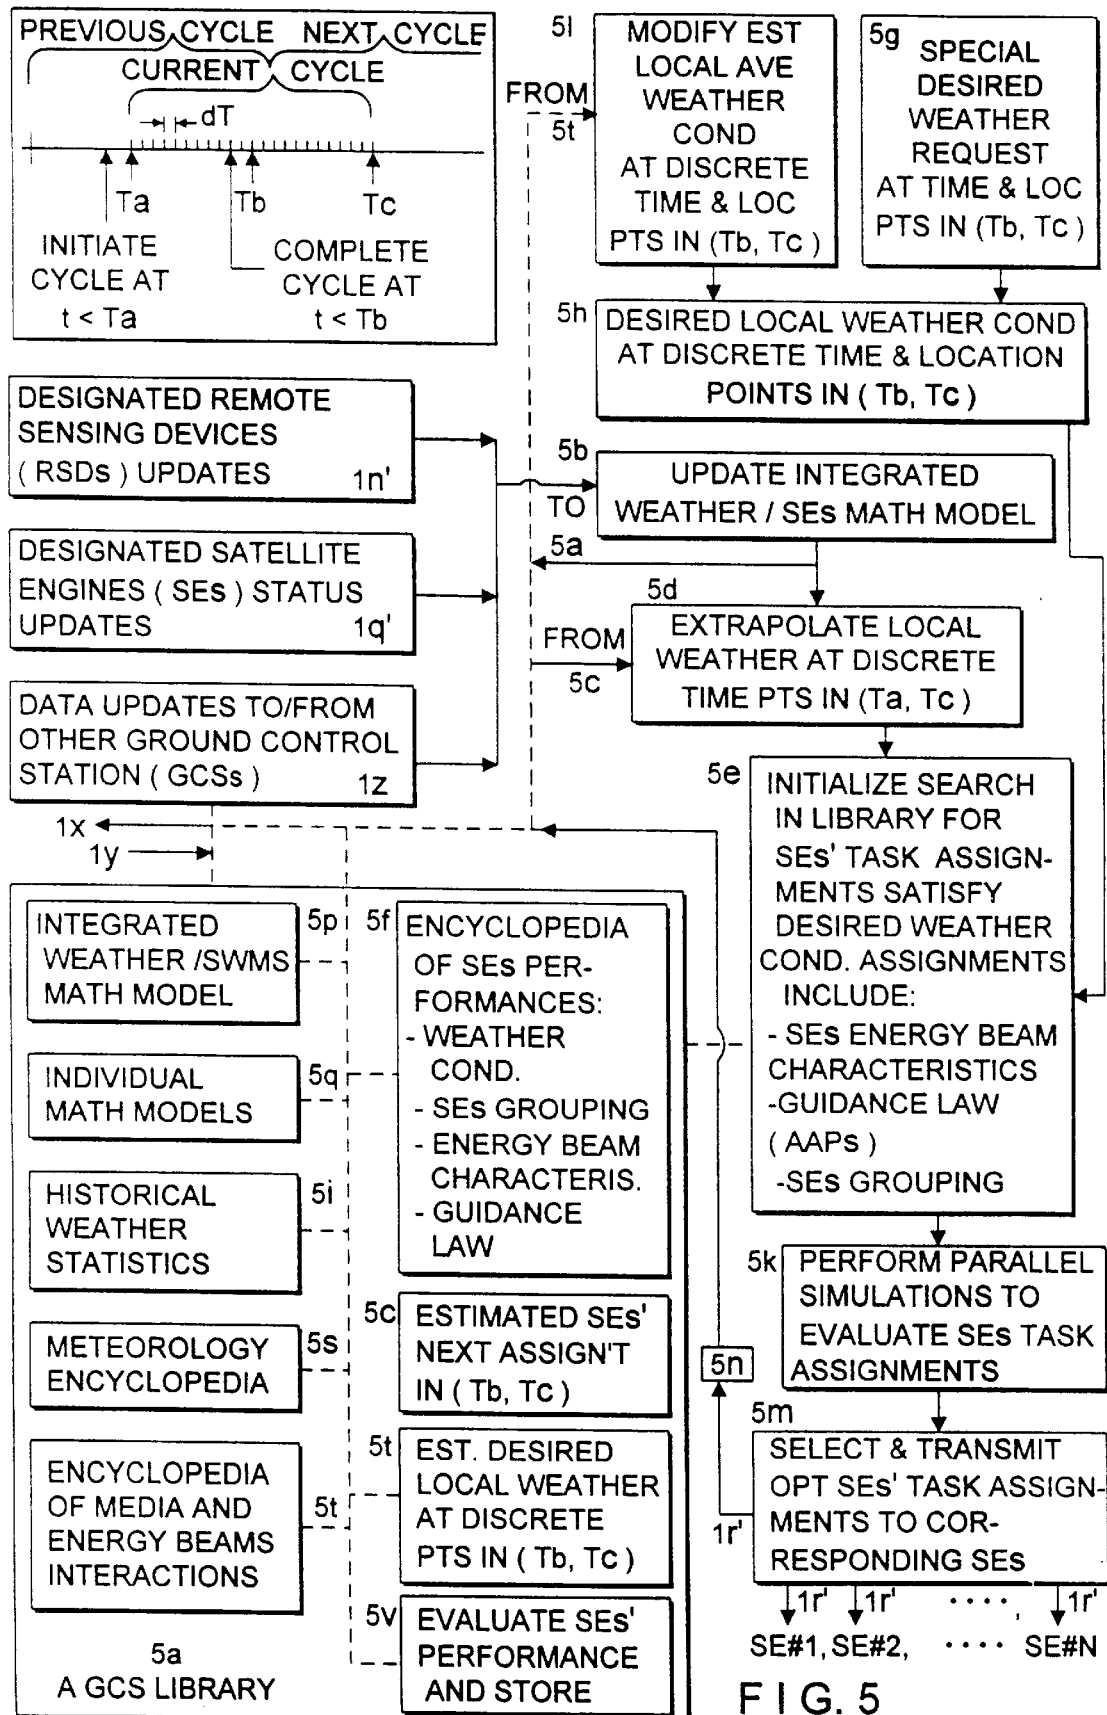 PREVIOUS CYCLE NEXT CYCLE
CURRENT CYCLE
dT
Ta Tb Tc
INITIATE
CYCLE AT
t < Ta
COMPLETE
CYCLE AT
t < Tb
5l
MODIFY EST
LOCAL AVE
WEATHER
COND
AT DISCRETE
TIME & LOC
PTS IN (Tb, Tc )
FROM
5t
5g
SPECIAL
DESIRED
WEATHER
REQUEST
AT TIME & LOC
PTS IN (Tb, Tc )
5h
DESIRED LOCAL WEATHER COND
AT DISCRETE TIME & LOCATION
POINTS IN ( Tb, Tc )
DESIGNATED REMOTE
SENSING DEVICES
( RSDs ) UPDATES
1n'
5b
UPDATE INTEGRATED
WEATHER / SEs MATH MODEL
TO
5a
DESIGNATED SATELLITE
ENGINES ( SEs ) STATUS
UPDATES
1q'
5d
FROM
5c
EXTRAPOLATE LOCAL
WEATHER AT DISCRETE
TIME PTS IN (Ta, Tc )
DATA UPDATES TO/FROM
OTHER GROUND CONTROL
STATION ( GCSs )
1z
1x
1y
5e
INITIALIZE SEARCH
IN LIBRARY FOR
SEs' TASK ASSIGN-
MENTS SATISFY
DESIRED WEATHER
COND. ASSIGNMENTS
INCLUDE:
- SEs ENERGY BEAM
CHARACTERISTICS
-GUIDANCE LAW
( AAPs )
-SEs GROUPING
INTEGRATED
WEATHER /SWMS
MATH MODEL
5p
5f
ENCYCLOPEDIA
OF SEs PER-
FORMANCES:
- WEATHER
COND.
- SEs GROUPING
- ENERGY BEAM
CHARACTERIS.
- GUIDANCE
LAW
INDIVIDUAL
MATH MODELS
5q
HISTORICAL
WEATHER
STATISTICS
5i
5k
PERFORM PARALLEL
SIMULATIONS TO
EVALUATE SEs TASK
ASSIGNMENTS
METEOROLOGY
ENCYCLOPEDIA
5s
5c
ESTIMATED SEs'
NEXT ASSIGN'T
IN ( Tb, Tc )
5n
5m
SELECT & TRANSMIT
OPT SEs' TASK ASSIGN-
MENTS TO COR-
RESPONDING SEs
1r'
ENCYCLOPEDIA
OF MEDIA AND
ENERGY BEAMS
INTERACTIONS
5t
5t
EST. DESIRED
LOCAL WEATHER
AT DISCRETE
PTS IN ( Tb, Tc )
1r' 1r' ...., 1r'
SE#1, SE#2, .... SE#N
5v
EVALUATE SEs'
PERFORMANCE
AND STORE
5a
A GCS LIBRARY
FIG. 5